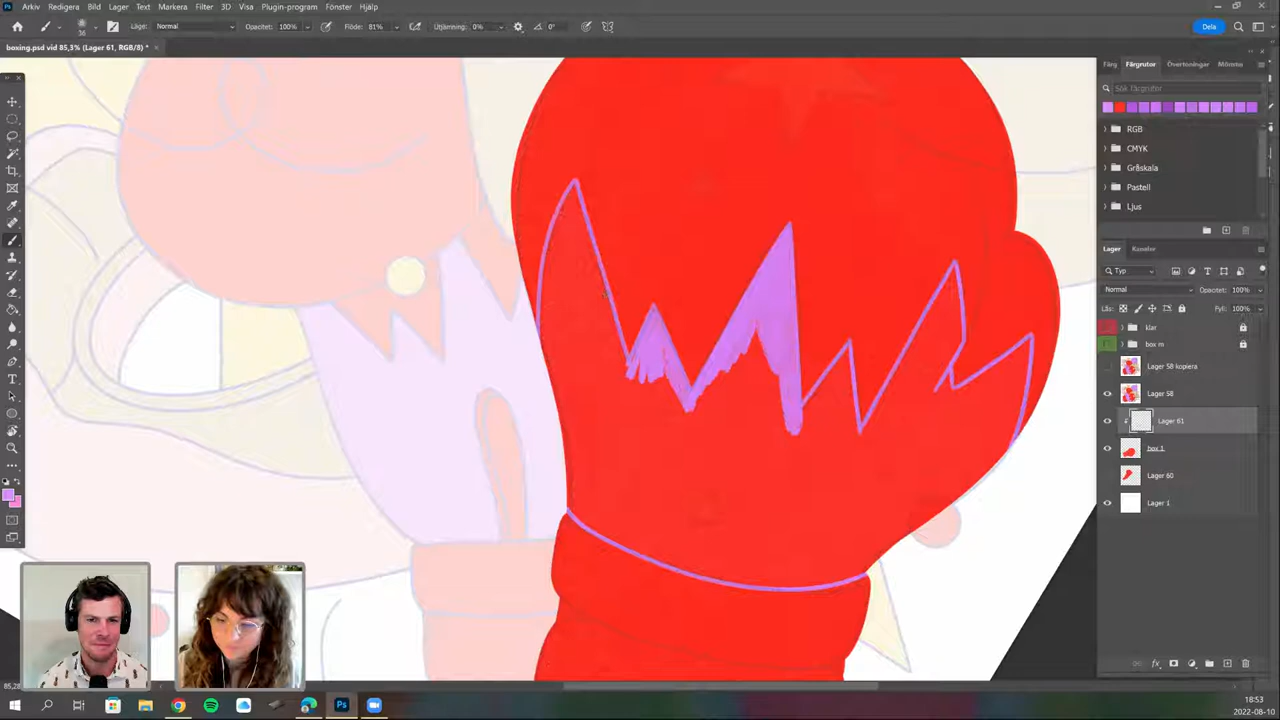 Arkiv Redigera Bild Lager Text Markera Filter 3D Visa Plugin-program Fönster Hjälp
Läge: Normal Opacitet: 100% Flöde: 81% Utjämning: 0% 0° Dela
boxing.psd vid 85,3% (Lager 61, RGB/8) *
Färg Färgrutor Övertoningar Mönster
Sök färgrutor
RGB
CMYK
Gråskala
Pastell
Ljus
Lager Kanaler
Typ
Normal Opacitet: 100%
Lås: Fyll: 100%
klar
box m
Lager 58 kopiera
Lager 58
Lager 61
box 1
Lager 60
Lager 1
fx
18:53
2022-08-10